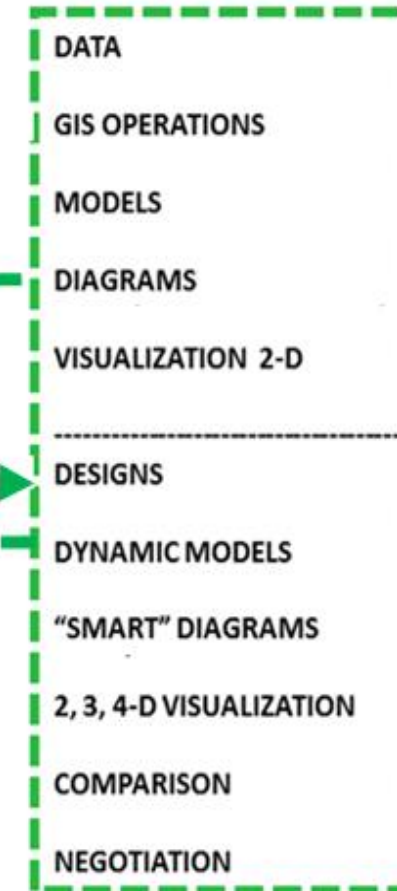 DATA
GIS OPERATIONS
MODELS
DIAGRAMS
VISUALIZATION 2-D
DESIGNS
DYNAMIC MODELS
“SMART” DIAGRAMS
2, 3, 4-D VISUALIZATION
COMPARISON
NEGOTIATION